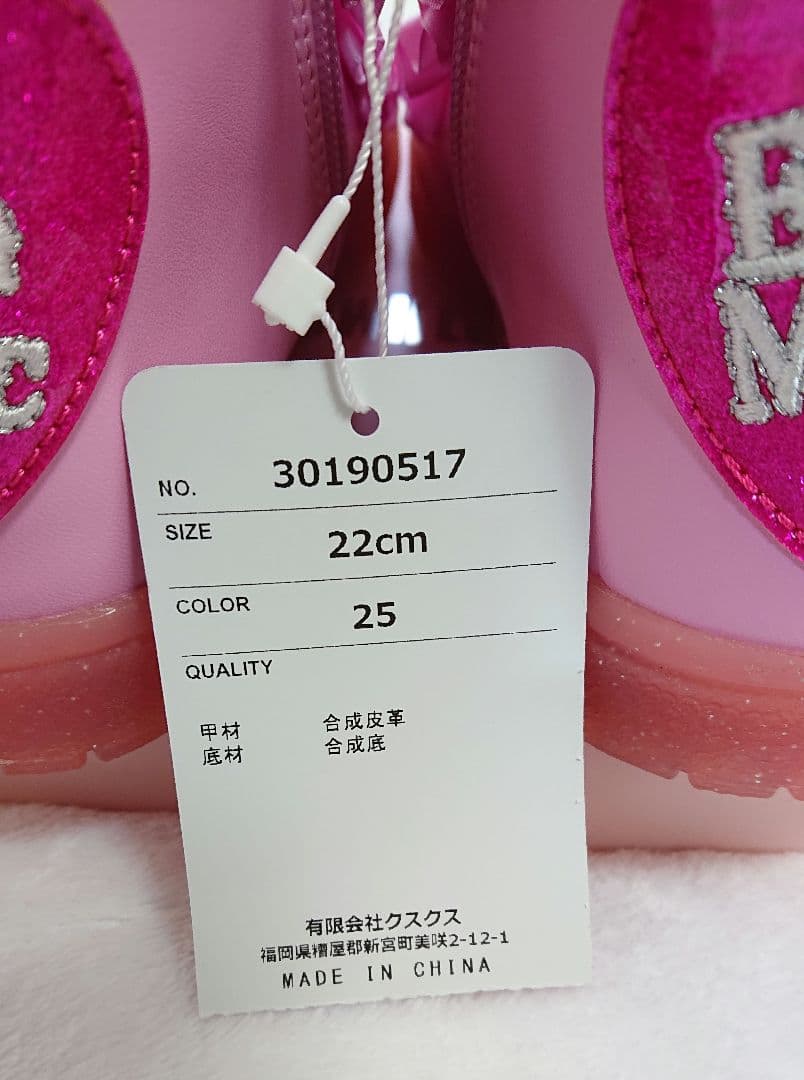 NO. 30190517
SIZE 22cm
COLOR 25
QUALITY
甲材 合成皮革
底材 合成底
有限会社クスクス
福岡県糟屋郡新宮町美咲2-12-1
MADE IN CHINA